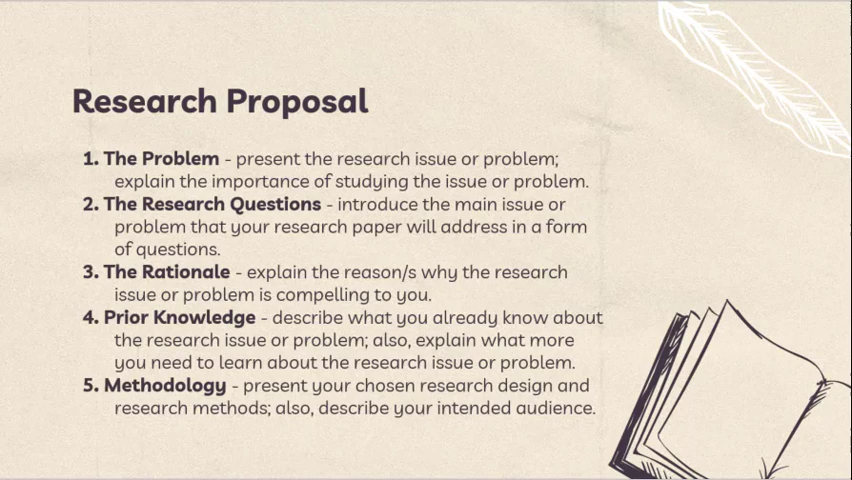 Research Proposal
1. The Problem - present the research issue or problem;
explain the importance of studying the issue or problem.
2. The Research Questions - introduce the main issue or
problem that your research paper will address in a form
of questions.
3. The Rationale - explain the reason/s why the research
issue or problem is compelling to you.
4. Prior Knowledge - describe what you already know about
the research issue or problem; also, explain what more
you need to learn about the research issue or problem.
5. Methodology - present your chosen research design and
research methods; also, describe your intended audience.